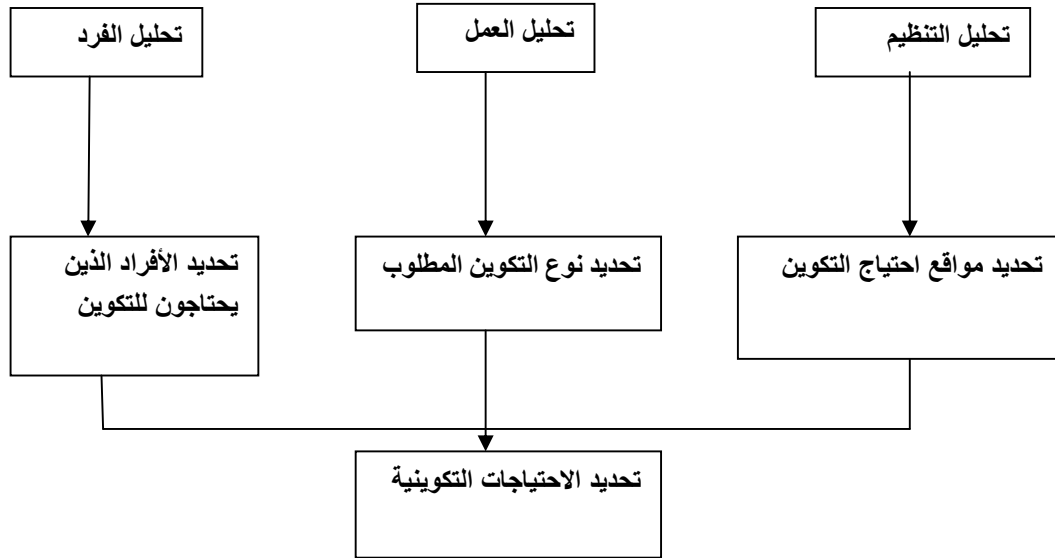 تحليل التنظيم
تحليل العمل
تحليل الفرد
تحديد مواقع احتياج التكوين
تحديد نوع التكوين المطلوب
تحديد الأفراد الذين
يحتاجون للتكوين
تحديد الاحتياجات التكوينية